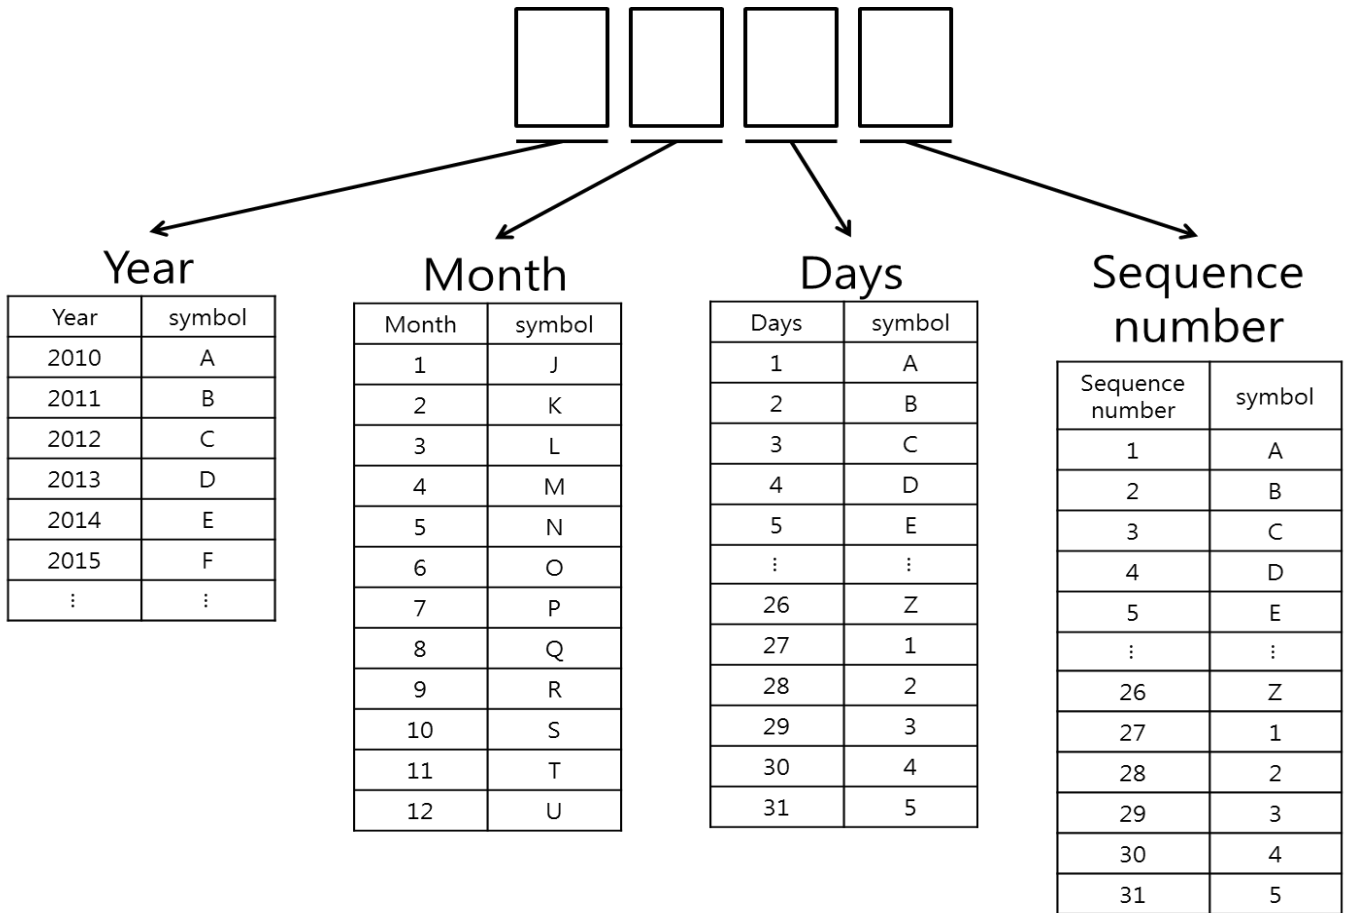 Year
Year symbol
2010 A
2011 B
2012 C
2013 D
2014 E
2015 F
⋮ ⋮
Month
Month symbol
1 J
2 K
3 L
4 M
5 N
6 O
7 P
8 Q
9 R
10 S
11 T
12 U
Days
Days symbol
1 A
2 B
3 C
4 D
5 E
⋮ ⋮
26 Z
27 1
28 2
29 3
30 4
31 5
Sequence
number
Sequence
number symbol
1 A
2 B
3 C
4 D
5 E
⋮ ⋮
26 Z
27 1
28 2
29 3
30 4
31 5